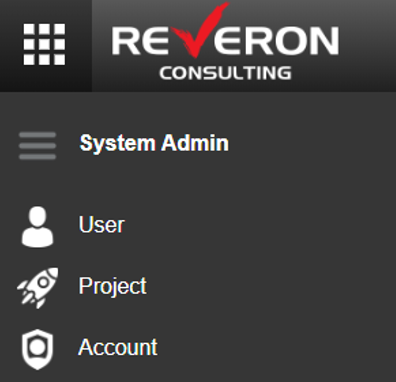 REVERON
CONSULTING
System Admin
User
Project
Account